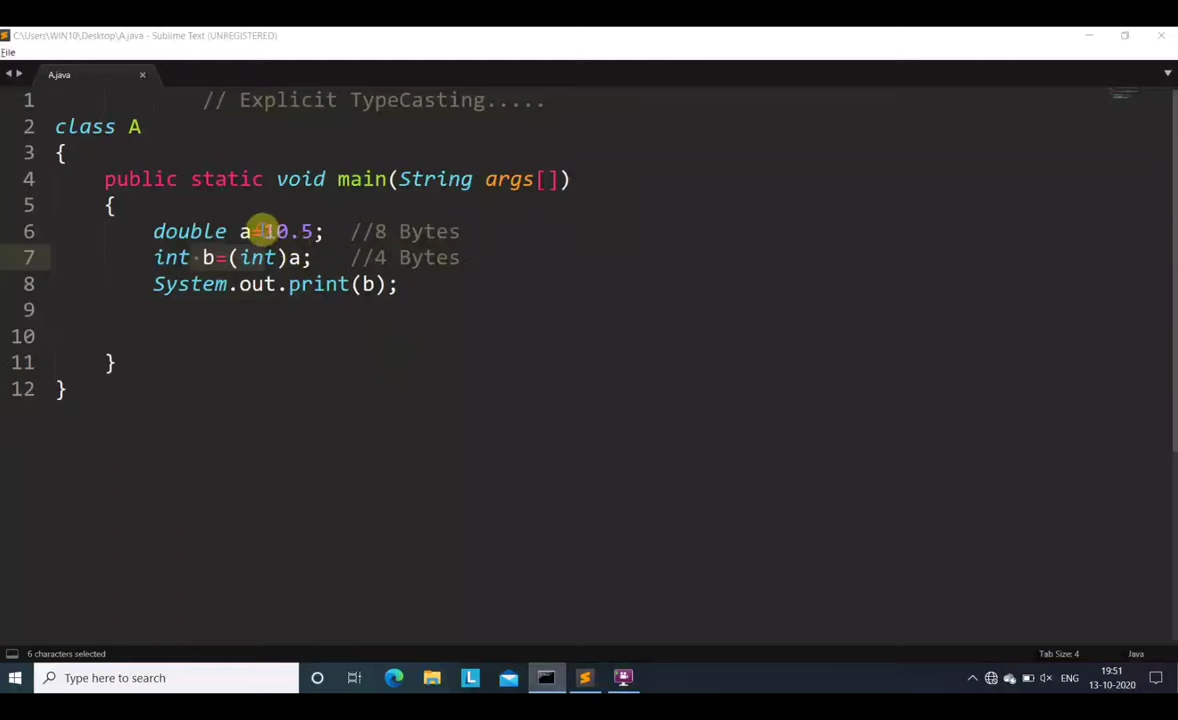 C:\Users\WIN10\Desktop\A.java - Sublime Text (UNREGISTERED)
File
A.java
1 // Explicit TypeCasting.....
2 class A
3 {
4 public static void main(String args[])
5 {
6 double a=10.5; //8 Bytes
7 int b=(int)a; //4 Bytes
8 System.out.print(b);
9
10
11 }
12 }
6 characters selected Tab Size: 4 Java
Type here to search L ENG 19:51
13-10-2020